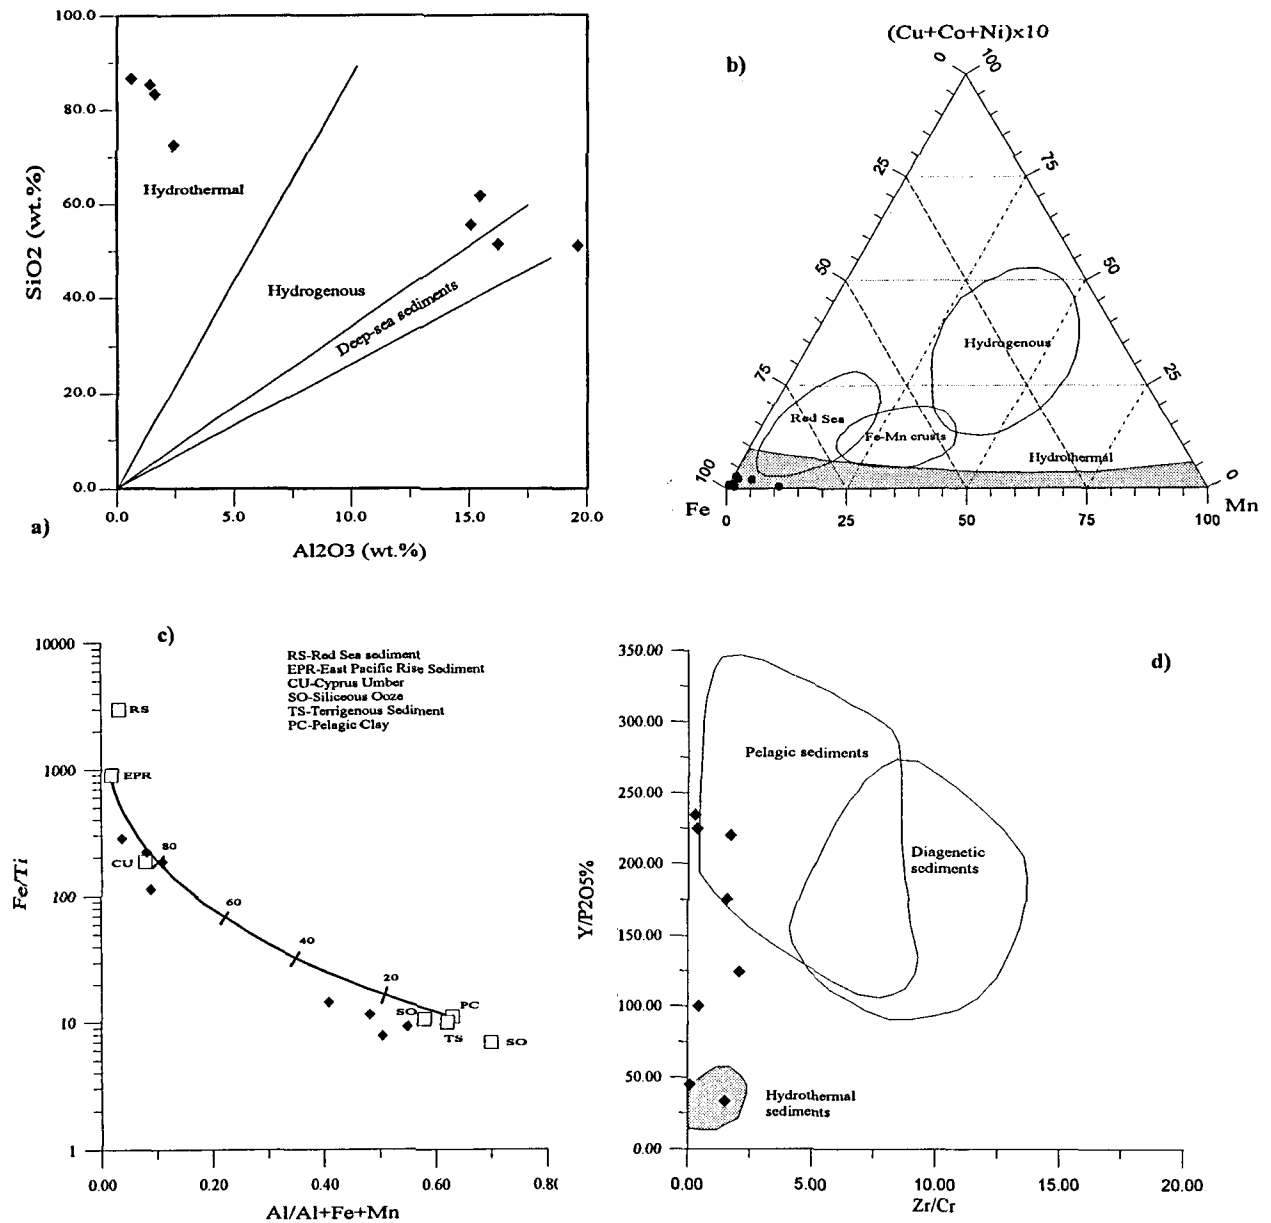 a)
SiO2 (wt.%)
100.0
80.0
60.0
40.0
20.0
0.0
Hydrothermal
Hydrogenous
Deep-sea sediments
0.0 5.0 10.0 15.0 20.0
Al2O3 (wt.%)
b)
(Cu+Co+Ni)x10
0 100
25 75
50 50
75 25
100 0
Hydrogenous
Red Sea
Fe-Mn crusts
Hydrothermal
Fe
Mn
0 25 50 75 100
c)
RS-Red Sea sediment
EPR-East Pacific Rise Sediment
CU-Cyprus Umber
SO-Siliceous Ooze
TS-Terrigenous Sediment
PC-Pelagic Clay
Fe/Ti
10000
1000
100
10
1
RS
EPR
CU
80
60
40
20
SO
PC
TS
SO
0.00 0.20 0.40 0.60 0.80
Al/Al+Fe+Mn
d)
Y/P2O5%
350.00
300.00
250.00
200.00
150.00
100.00
50.00
0.00
Pelagic sediments
Diagenetic
sediments
Hydrothermal
sediments
0.00 5.00 10.00 15.00 20.00
Zr/Cr